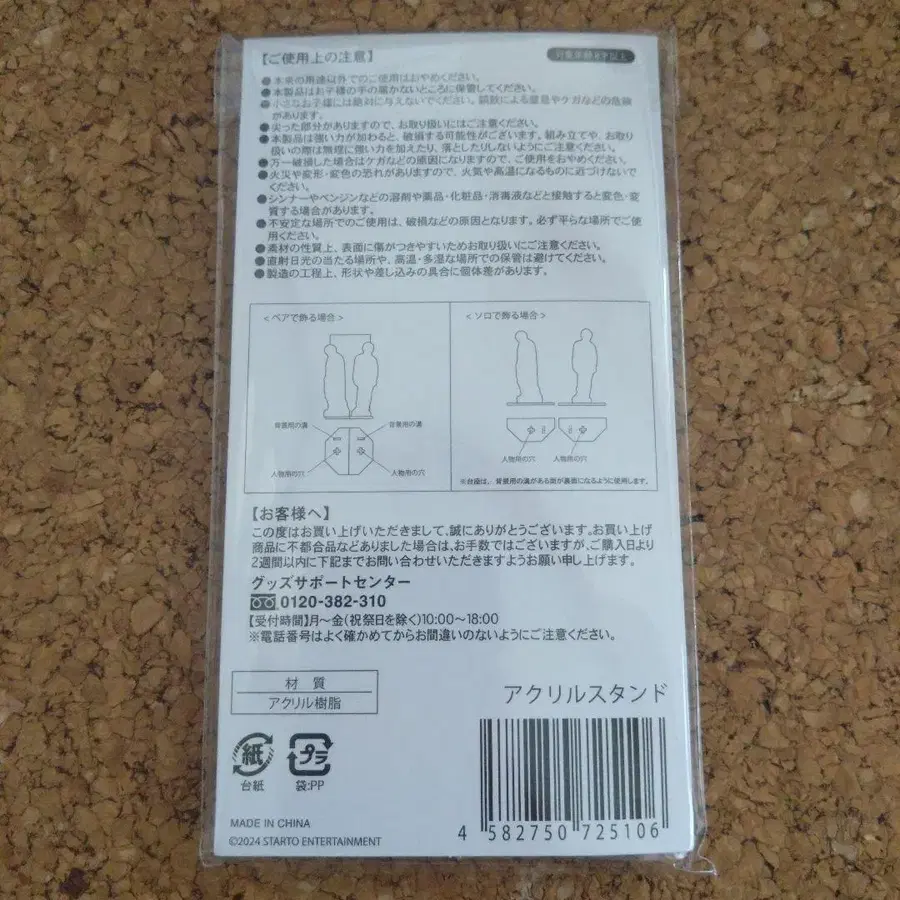 【ご使用上の注意】
対象年齢8才以上
●本来の用途以外でのご使用はおやめください。
●本製品はお子様の手の届かないところに保管してください。
●小さなお子様には絶対に与えないでください。誤飲による窒息やケガなどの危険
があります。
●尖った部分がありますので、お取り扱いにはご注意ください。
●本製品は強い力が加わると、破損する可能性がございます。組み立てや、お取り
扱いの際は無理に強い力を加えたり、落としたりしないようにご注意ください。
●万一破損した場合はケガなどの原因になりますので、ご使用をおやめください。
●火災や変形・変色の恐れがありますので、火気や高温になるものに近づけないで
ください。
●シンナーやベンジンなどの溶剤や薬品・化粧品・消毒液などと接触すると変色・変
質する場合があります。
●不安定な場所でのご使用は、破損などの原因となります。必ず平らな場所でご使
用ください。
●素材の性質上、表面に傷がつきやすいためお取り扱いにご注意ください。
●直射日光の当たる場所や、高温・多湿な場所での保管は避けてください。
●製造の工程上、形状や差し込みの具合に個体差があります。
<ペアで飾る場合>
背景用の溝
背景用の溝
人物用の穴
人物用の穴
<ソロで飾る場合>
人物用の穴
人物用の穴
※台座は、背景用の溝がある面が裏面になるように使用します。
【お客様へ】
この度はお買い上げいただきまして、誠にありがとうございます。お買い上げ
商品に不都合品などありました場合は、お手数ではございますが、ご購入日より
2週間以内に下記までお問い合わせいただきますようお願い申し上げます。
グッズサポートセンター
0120-382-310
【受付時間】月～金(祝祭日を除く)10:00～18:00
※電話番号はよく確かめてからお間違いのないようにご注意ください。
材 質
アクリル樹脂
アクリルスタンド
紙
台紙
プラ
袋:PP
MADE IN CHINA
©2024 STARTO ENTERTAINMENT
4 582750 725106